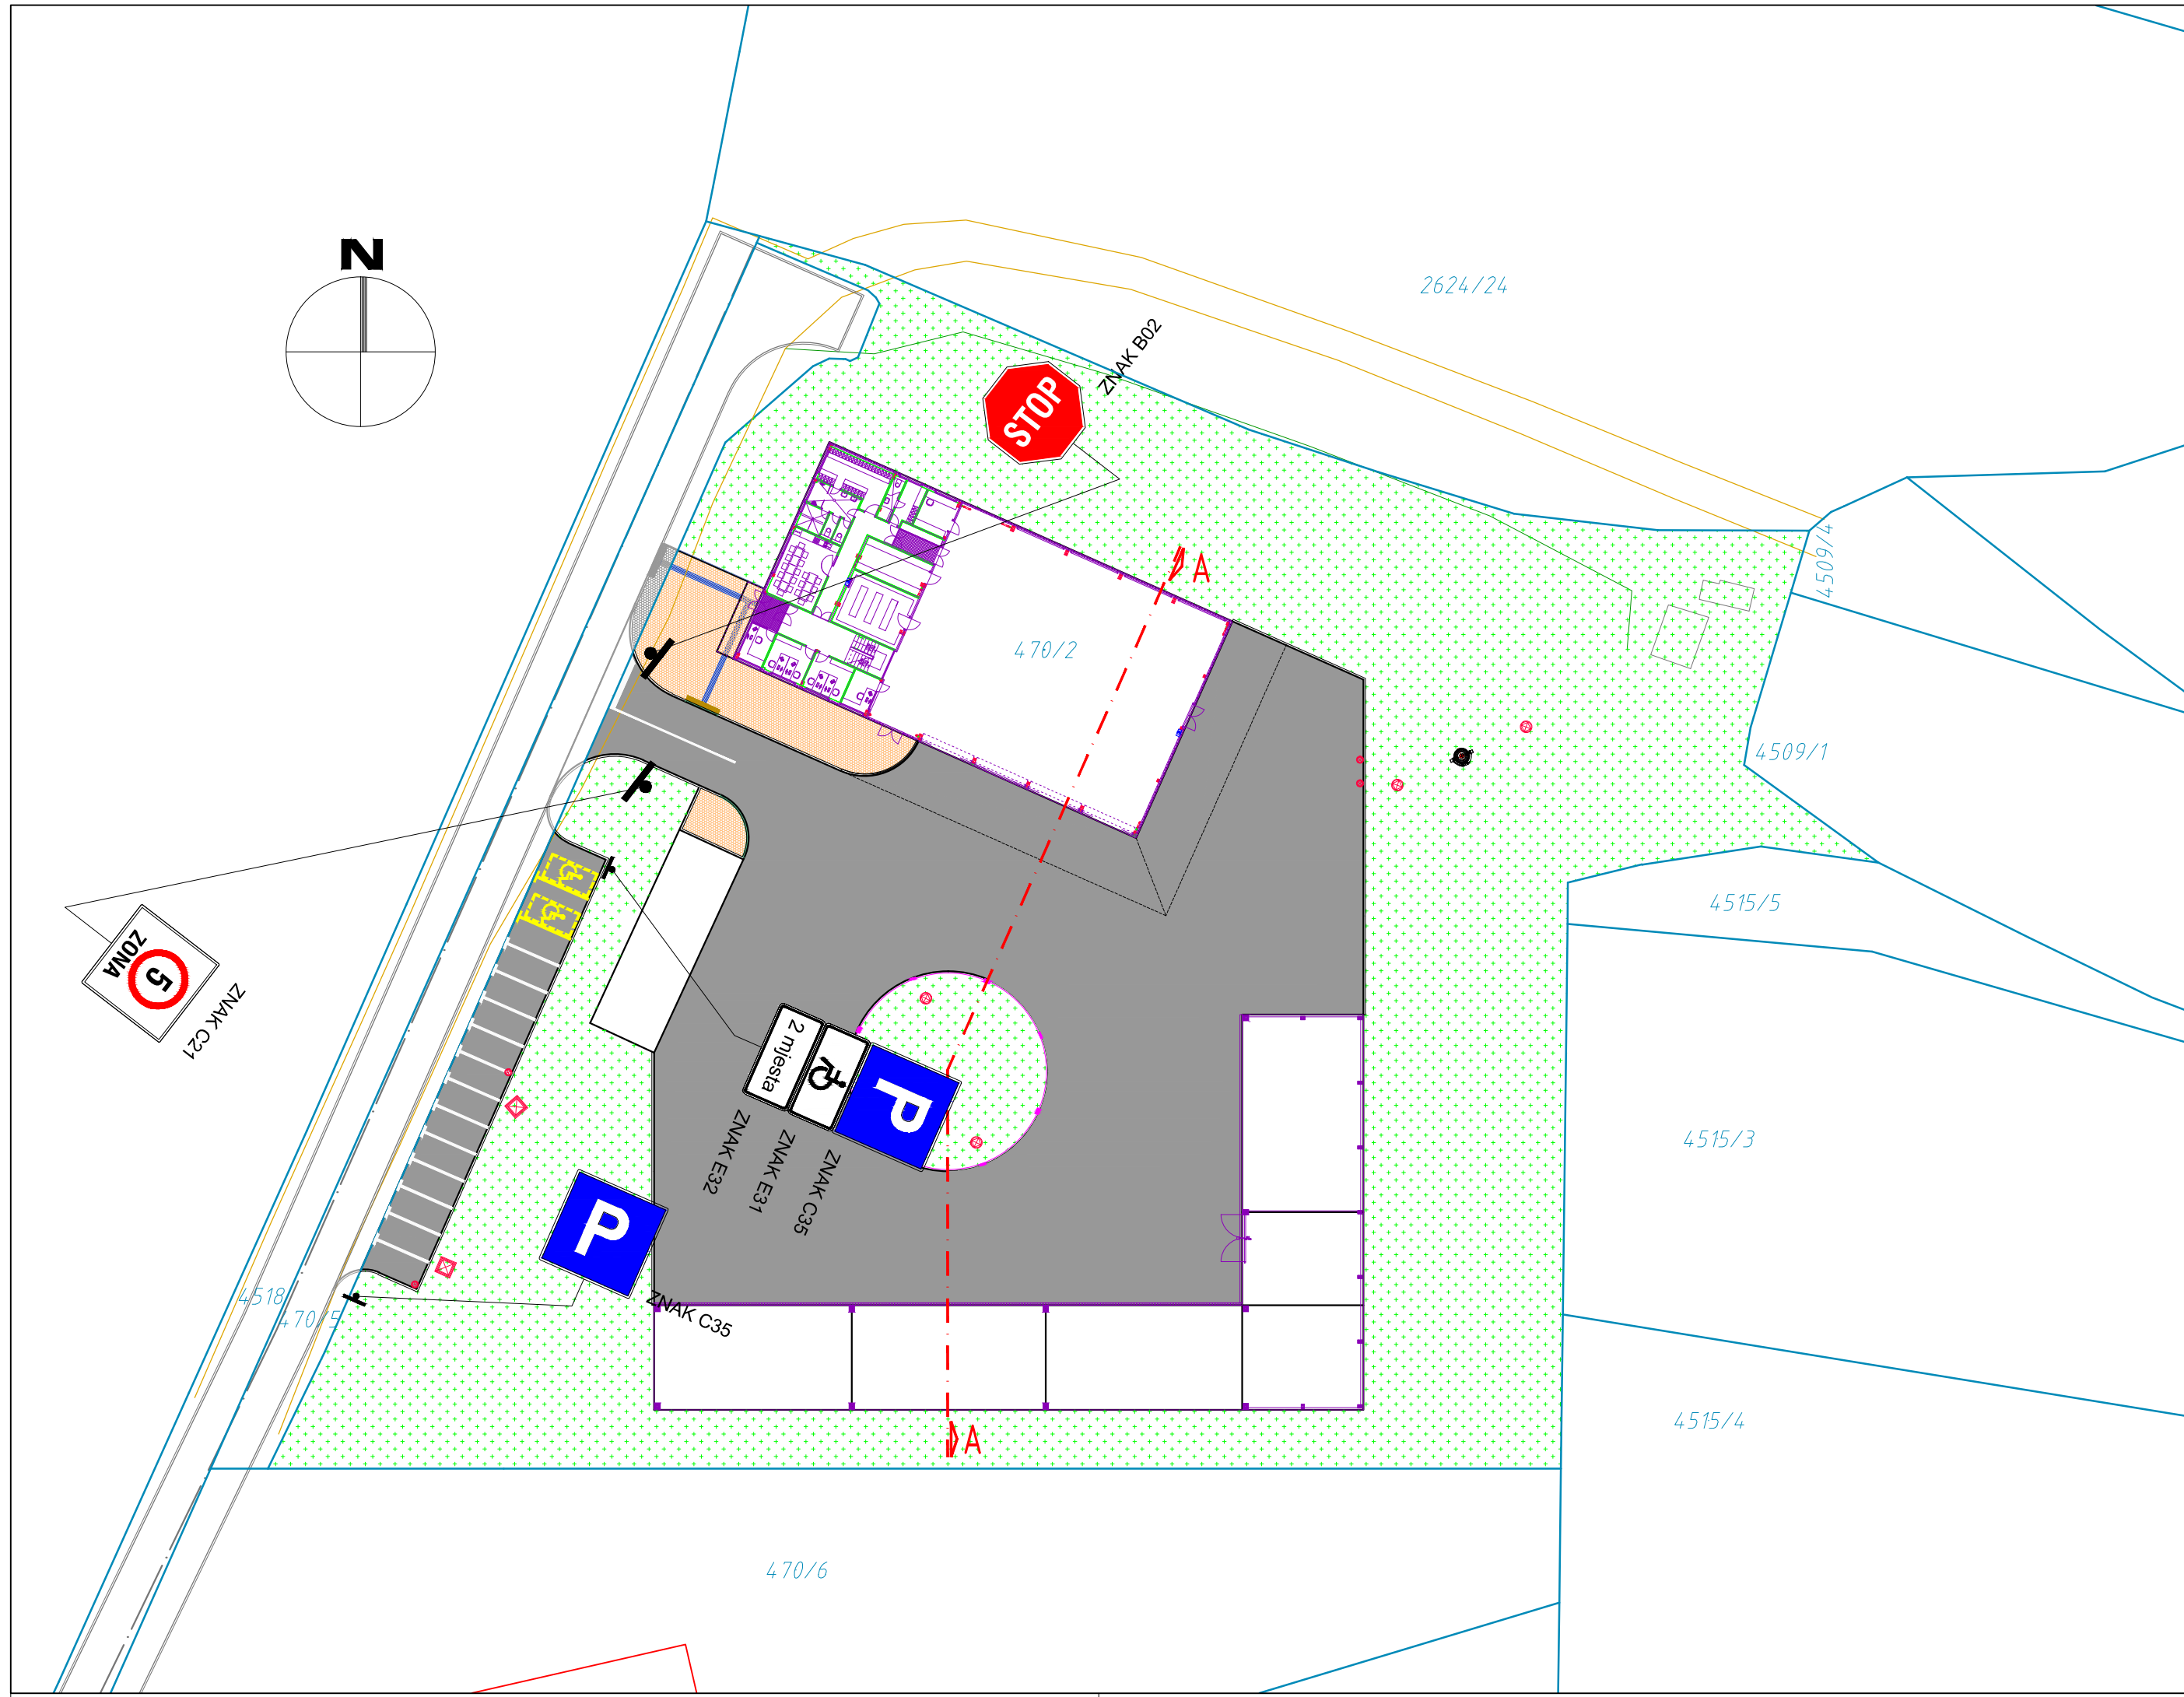 N
2624/24
ZNAK B02
STOP
4509/4
A
470/2
4509/1
4515/5
ZONA
5
ZNAK C21
2 mjesta
P
ZNAK E32
ZNAK E31
ZNAK C35
4515/3
P
4518
470/5
ZNAK C35
4515/4
A
470/6